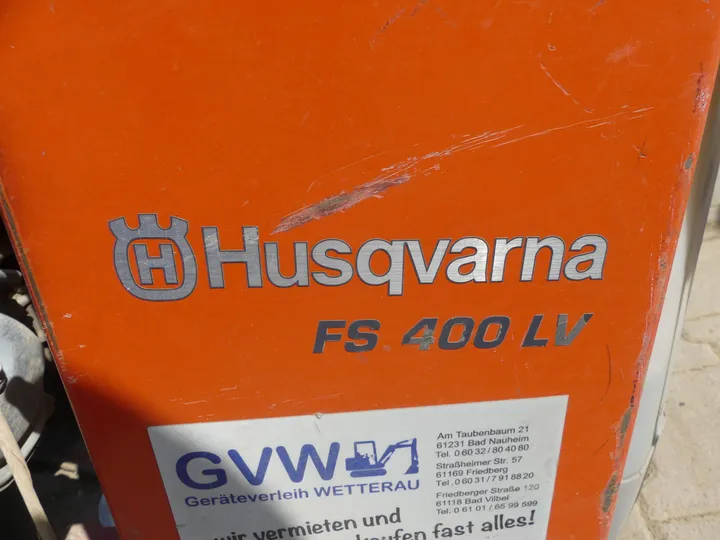 Husqvarna
FS 400 LV
GVW
Geräteverleih WETTERAU
Am Taubenbaum 21
61231 Bad Nauheim
Tel. 0 60 32 / 80 40 80
Straßheimer Str. 57
61169 Friedberg
Tel. 0 60 31 / 7 91 88 20
Friedberger Straße 120
61118 Bad Vilbel
Tel. 0 61 01 / 65 99 599
wir vermieten und
kaufen fast alles!